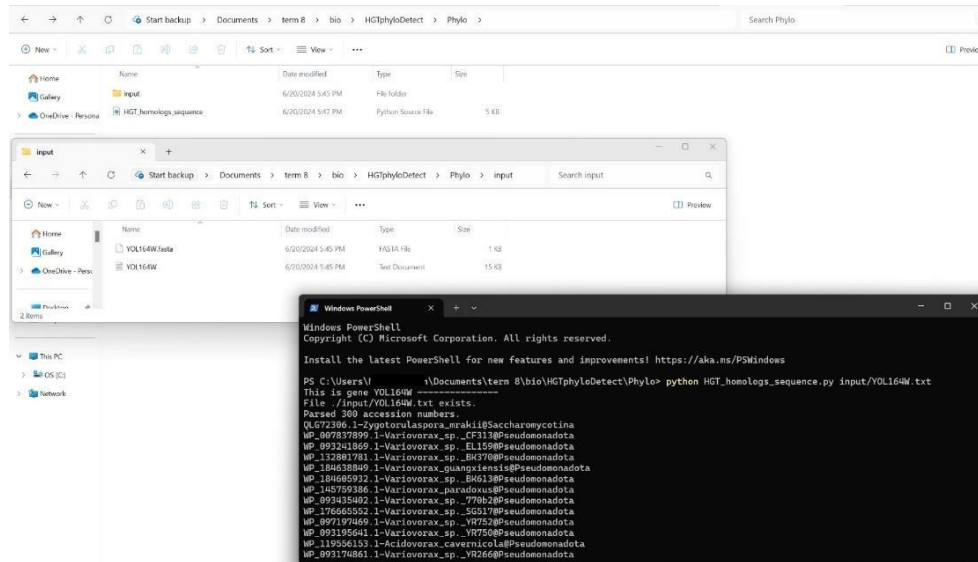 Start backup > Documents > term 8 > bio > HGTphyloDetect > Phylo >
Search Phylo
New
Sort
View
Preview
Home
Name
Date modified
Type
Size
Gallery
input
6/20/2024 5:45 PM
File folder
OneDrive - Persona
HGT_homologs_sequence
6/20/2024 5:47 PM
Python Source File
5 KB
input
Start backup > Documents > term 8 > bio > HGTphyloDetect > Phylo > input
Search input
New
Sort
View
Preview
Home
Name
Date modified
Type
Size
Gallery
YOL164W.fasta
6/20/2024 5:45 PM
FASTA File
1 KB
OneDrive - Pers
YOL164W
6/20/2024 5:45 PM
Text Document
15 KB
Desktop
2 items
This PC
OS (C:)
Network
Windows PowerShell
Windows PowerShell
Copyright (C) Microsoft Corporation. All rights reserved.
Install the latest PowerShell for new features and improvements! https://aka.ms/PSWindows
PS C:\Users\ \Documents\term 8\bio\HGTphyloDetect\Phylo> python HGT_homologs_sequence.py input/YOL164W.txt
This is gene YOL164W ---------------
File ./input/YOL164W.txt exists.
Parsed 300 accession numbers.
QLG72306.1-Zygotorulaspora_mrakii@Saccharomycotina
WP_007837899.1-Variovorax_sp._CF313@Pseudomonadota
WP_093241869.1-Variovorax_sp._EL159@Pseudomonadota
WP_132801781.1-Variovorax_sp._BK370@Pseudomonadota
WP_184638849.1-Variovorax_guangxiensis@Pseudomonadota
WP_184605932.1-Variovorax_sp._BK613@Pseudomonadota
WP_145759386.1-Variovorax_paradoxus@Pseudomonadota
WP_093435402.1-Variovorax_sp._770b2@Pseudomonadota
WP_176665552.1-Variovorax_sp._SG517@Pseudomonadota
WP_097197469.1-Variovorax_sp._YR752@Pseudomonadota
WP_093195641.1-Variovorax_sp._YR750@Pseudomonadota
WP_119556153.1-Acidovorax_cavernicola@Pseudomonadota
WP_093174861.1-Variovorax_sp._YR266@Pseudomonadota